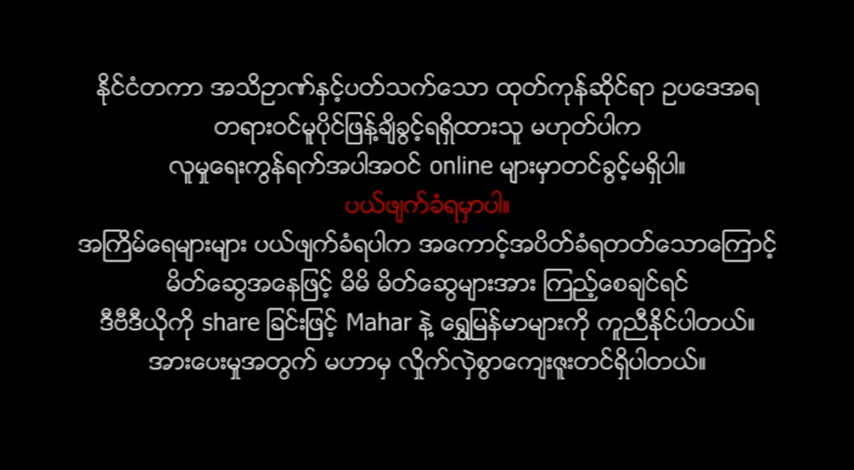 နိုင်ငံတကာ အသိဉာဏ်နှင့်ပတ်သက်သော ထုတ်ကုန်ဆိုင်ရာ ဥပဒေအရ
တရားဝင်မူပိုင်ဖြန့်ချိခွင့်ရရှိထားသူ မဟုတ်ပါက
လူမှုရေးကွန်ရက်အပါအဝင် online များမှာတင်ခွင့်မရှိပါ။
ပယ်ဖျက်ခံရမှာပါ။
အကြိမ်ရေများများ ပယ်ဖျက်ခံရပါက အကောင့်အပိတ်ခံရတတ်သောကြောင့်
မိတ်ဆွေအနေဖြင့် မိမိ မိတ်ဆွေများအား ကြည့်စေချင်ရင်
ဒီဗီဒီယိုကို share ခြင်းဖြင့် Mahar နဲ့ ရွှေမြန်မာများကို ကူညီနိုင်ပါတယ်။
အားပေးမှုအတွက် မဟာမှ လှိုက်လှဲစွာကျေးဇူးတင်ရှိပါတယ်။